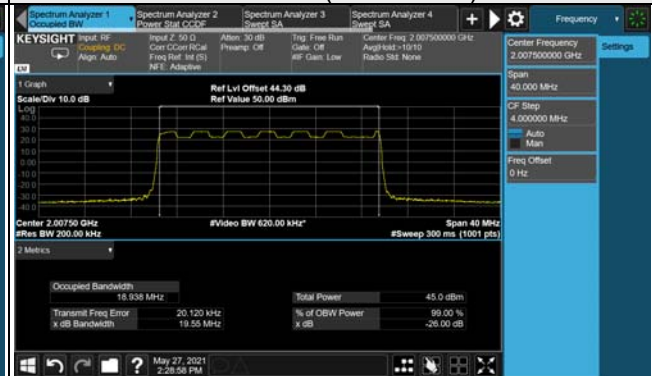 Spectrum Analyzer 1
Occupied BW
Spectrum Analyzer 2
Power Stat CCDF
Spectrum Analyzer 3
Swept SA
Spectrum Analyzer 4
Swept SA
Frequency
KEYSIGHT
Input: RF
Coupling: DC
Align: Auto
Input Z: 50 Ω
Corr CCorr RCal
Freq Ref: Int (S)
NFE: Adaptive
Atten: 30 dB
Preamp: Off
Trig: Free Run
Gate: Off
#IF Gain: Low
Center Freq: 2.007500000 GHz
Avg|Hold:>10/10
Radio Std: None
Center Frequency
2.007500000 GHz
Settings
Span
40.000 MHz
CF Step
4.000000 MHz
Auto
Man
Freq Offset
0 Hz
1 Graph
Scale/Div 10.0 dB
Ref Lvl Offset 44.30 dB
Ref Value 50.00 dBm
Log
40.0
30.0
20.0
10.0
0.00
-10.0
-20.0
-30.0
-40.0
Center 2.00750 GHz
#Res BW 200.00 kHz
#Video BW 620.00 kHz*
Span 40 MHz
#Sweep 300 ms (1001 pts)
2 Metrics
Occupied Bandwidth
18.938 MHz
Total Power
45.0 dBm
Transmit Freq Error
20.120 kHz
% of OBW Power
99.00 %
x dB Bandwidth
19.55 MHz
x dB
-26.00 dB
?
May 27, 2021
2:28:58 PM